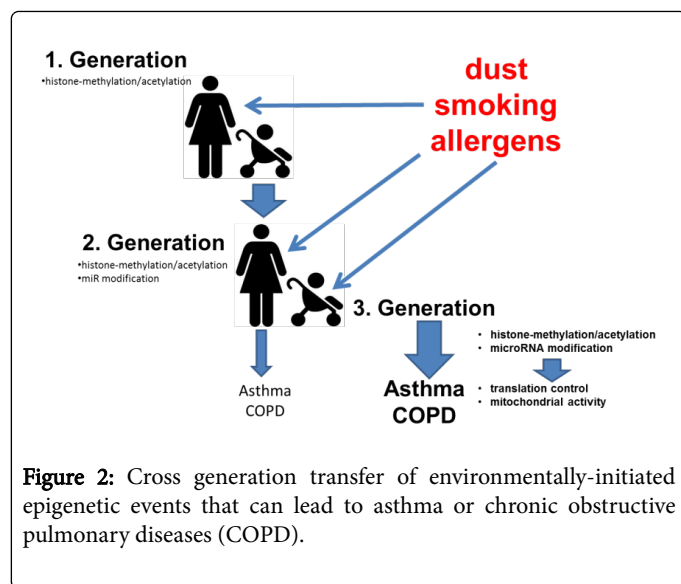 1. Generation
•histone-methylation/acetylation
dust
smoking
allergens
2. Generation
•histone-methylation/acetylation
•miR modification
3. Generation
• histone-methylation/acetylation
• microRNA modification
Asthma
COPD
Asthma
COPD
• translation control
• mitochondrial activity
Figure 2: Cross generation transfer of environmentally-initiated
epigenetic events that can lead to asthma or chronic obstructive
pulmonary diseases (COPD).